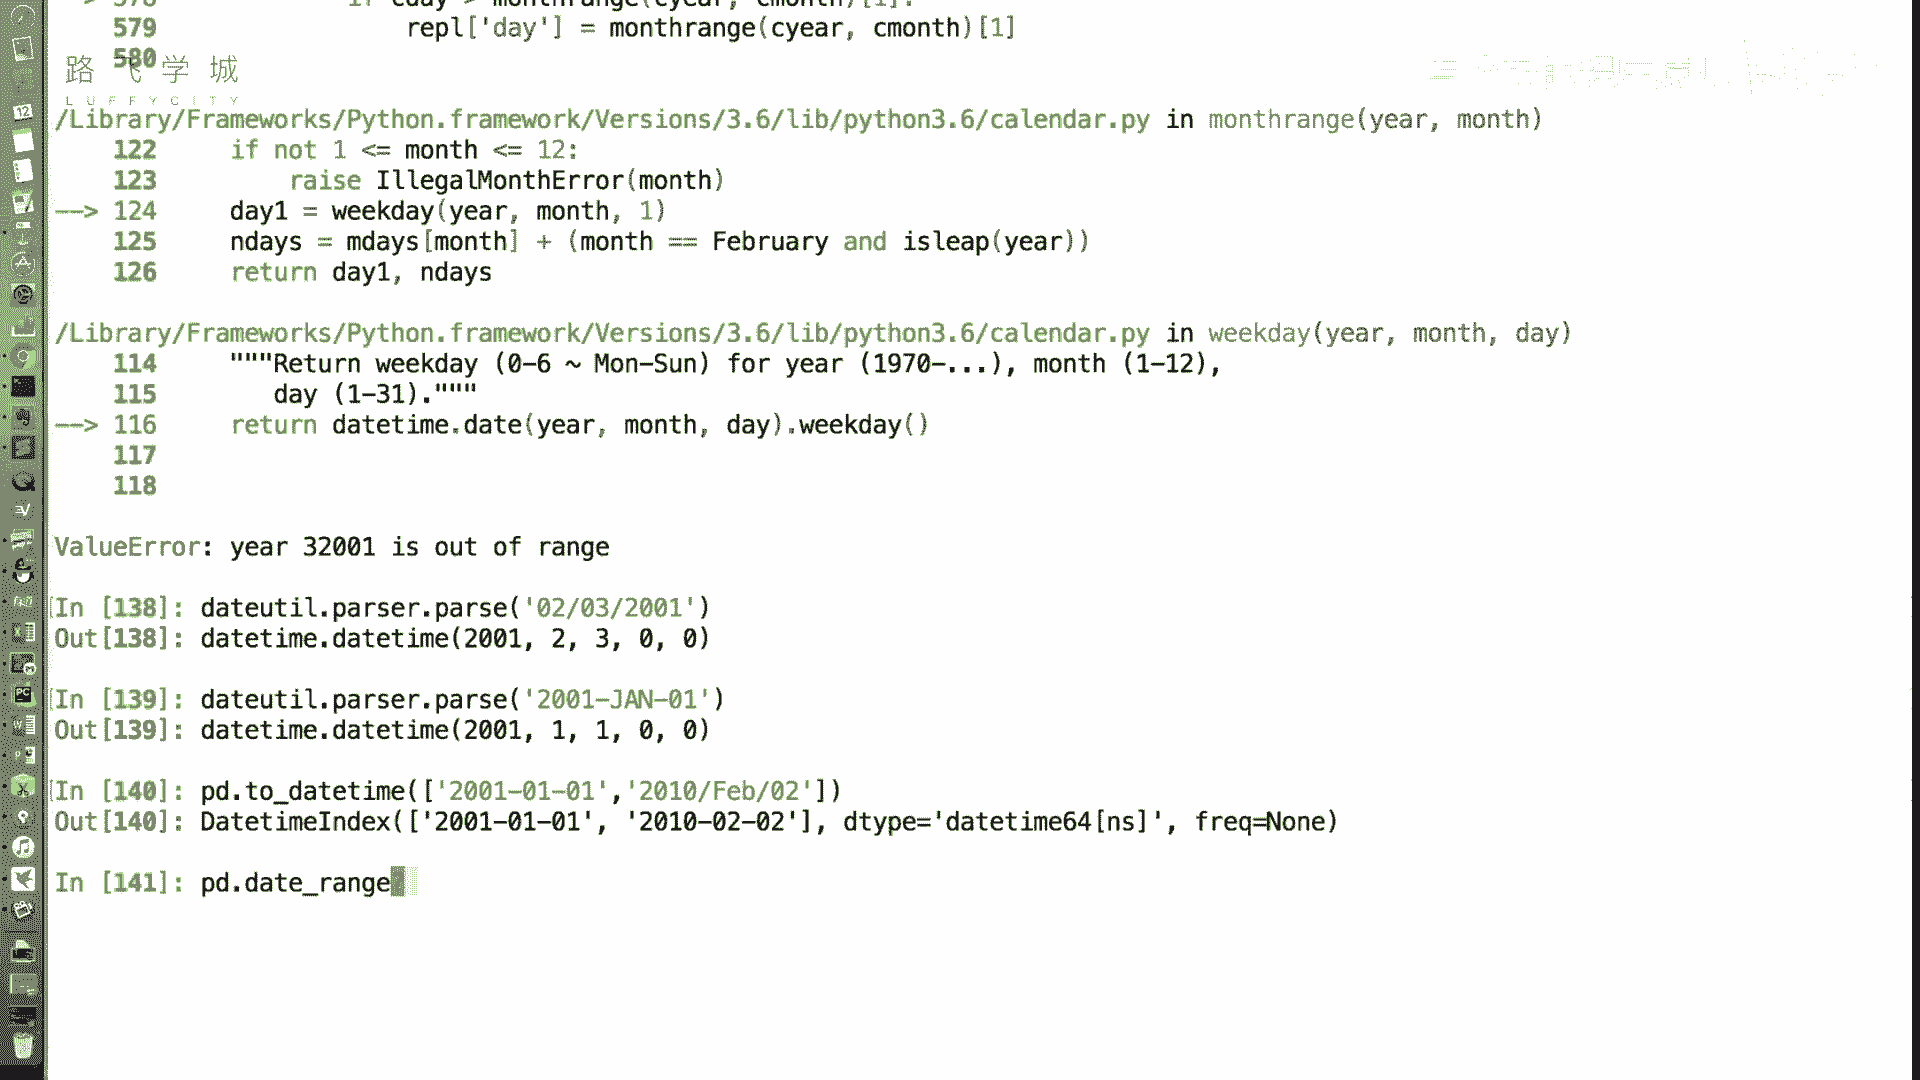 578 if cday > monthrange(cyear, cmonth)[1]:
579 repl['day'] = monthrange(cyear, cmonth)[1]
580
路飞学城
LUFFYCITY
/Library/Frameworks/Python.framework/Versions/3.6/lib/python3.6/calendar.py in monthrange(year, month)
122 if not 1 <= month <= 12:
123 raise IllegalMonthError(month)
--> 124 day1 = weekday(year, month, 1)
125 ndays = mdays[month] + (month == February and isleap(year))
126 return day1, ndays
/Library/Frameworks/Python.framework/Versions/3.6/lib/python3.6/calendar.py in weekday(year, month, day)
114 """Return weekday (0-6 ~ Mon-Sun) for year (1970-...), month (1-12),
115 day (1-31)."""
--> 116 return datetime.date(year, month, day).weekday()
117
118
ValueError: year 32001 is out of range
In [138]: dateutil.parser.parse('02/03/2001')
Out[138]: datetime.datetime(2001, 2, 3, 0, 0)
In [139]: dateutil.parser.parse('2001-JAN-01')
Out[139]: datetime.datetime(2001, 1, 1, 0, 0)
In [140]: pd.to_datetime(['2001-01-01','2010/Feb/02'])
Out[140]: DatetimeIndex(['2001-01-01', '2010-02-02'], dtype='datetime64[ns]', freq=None)
In [141]: pd.date_range